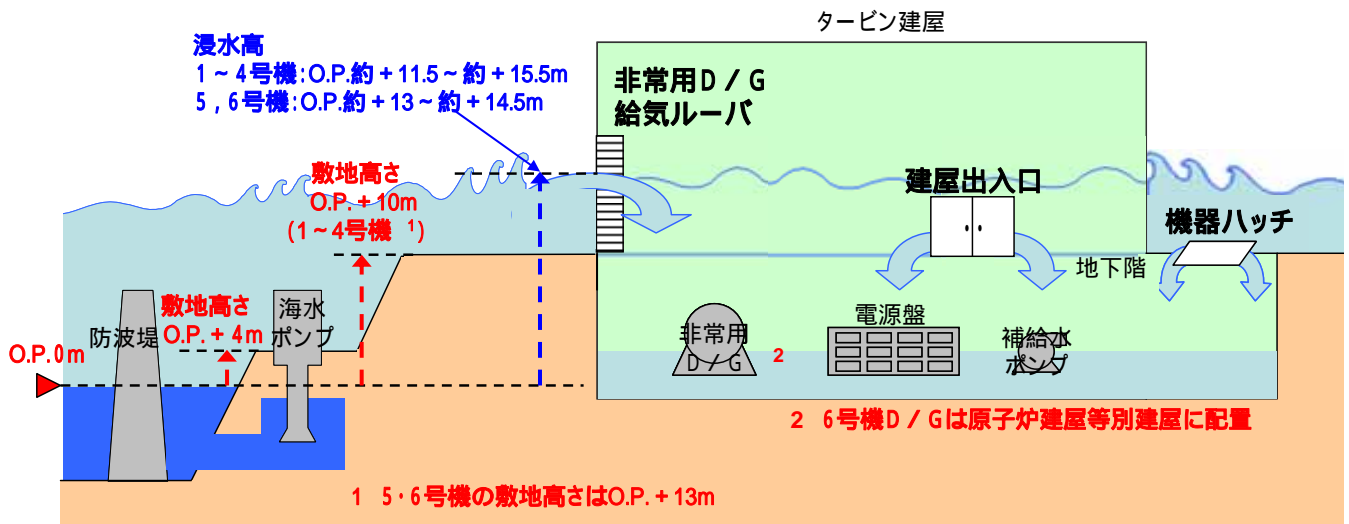 タービン建屋
浸水高
1～4号機:O.P.約+11.5～約+15.5m
5,6号機:O.P.約+13～約+14.5m
非常用D/G
給気ルーバ
敷地高さ
O.P.+10m
(1～4号機 1)
建屋出入口
機器ハッチ
地下階
敷地高さ
O.P.+4m
海水
ポンプ
防波堤
O.P.0m
非常用
D/G
2
電源盤
補給水
ポンプ
2 6号機D/Gは原子炉建屋等別建屋に配置
1 5・6号機の敷地高さはO.P.+13m